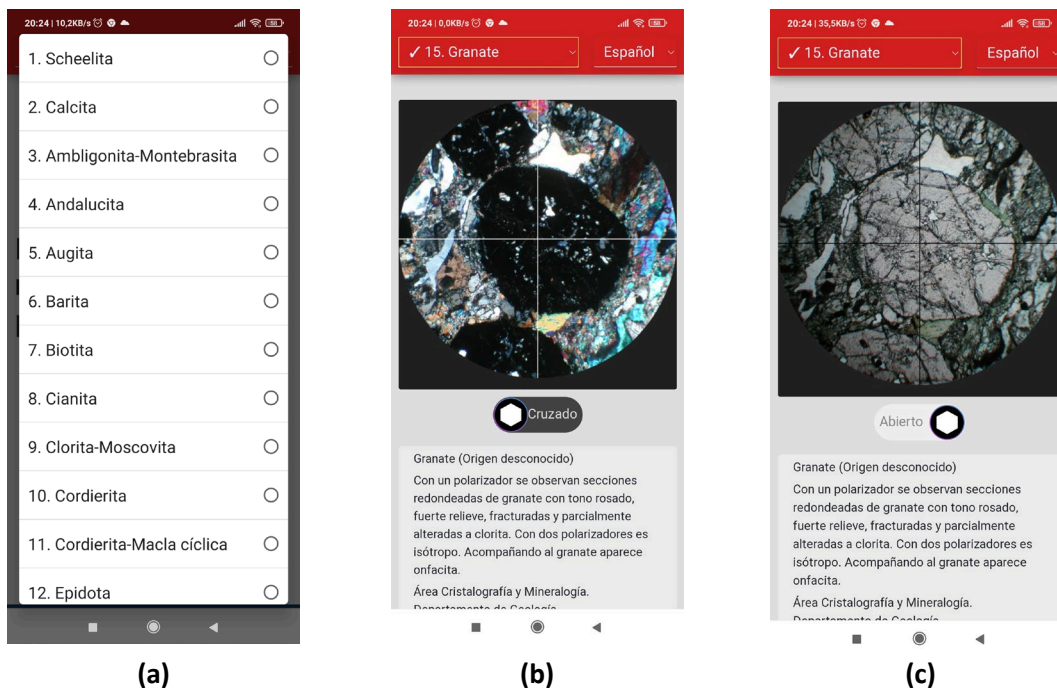 20:24 | 10,2KB/s
58
1. Scheelita
2. Calcita
3. Ambligonita-Montebrasita
4. Andalucita
5. Augita
6. Barita
7. Biotita
8. Cianita
9. Clorita-Moscovita
10. Cordierita
11. Cordierita-Macla cíclica
12. Epidota
(a)
20:24 | 0,0KB/s
58
✓ 15. Granate
Español
Cruzado
Granate (Origen desconocido)
Con un polarizador se observan secciones
redondeadas de granate con tono rosado,
fuerte relieve, fracturadas y parcialmente
alteradas a clorita. Con dos polarizadores es
isótropo. Acompañando al granate aparece
onfacita.
Área Cristalografía y Mineralogía.
Departamento de Geología
(b)
20:24 | 35,5KB/s
58
✓ 15. Granate
Español
Abierto
Granate (Origen desconocido)
Con un polarizador se observan secciones
redondeadas de granate con tono rosado,
fuerte relieve, fracturadas y parcialmente
alteradas a clorita. Con dos polarizadores es
isótropo. Acompañando al granate aparece
onfacita.
Área Cristalografía y Mineralogía.
(c)